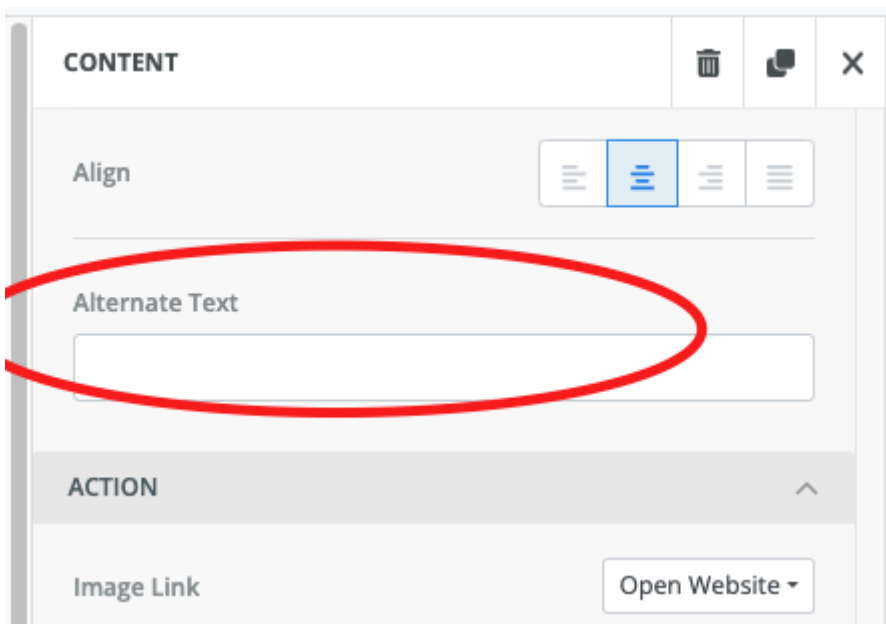 CONTENT
Align
Alternate Text
ACTION
Image Link
Open Website